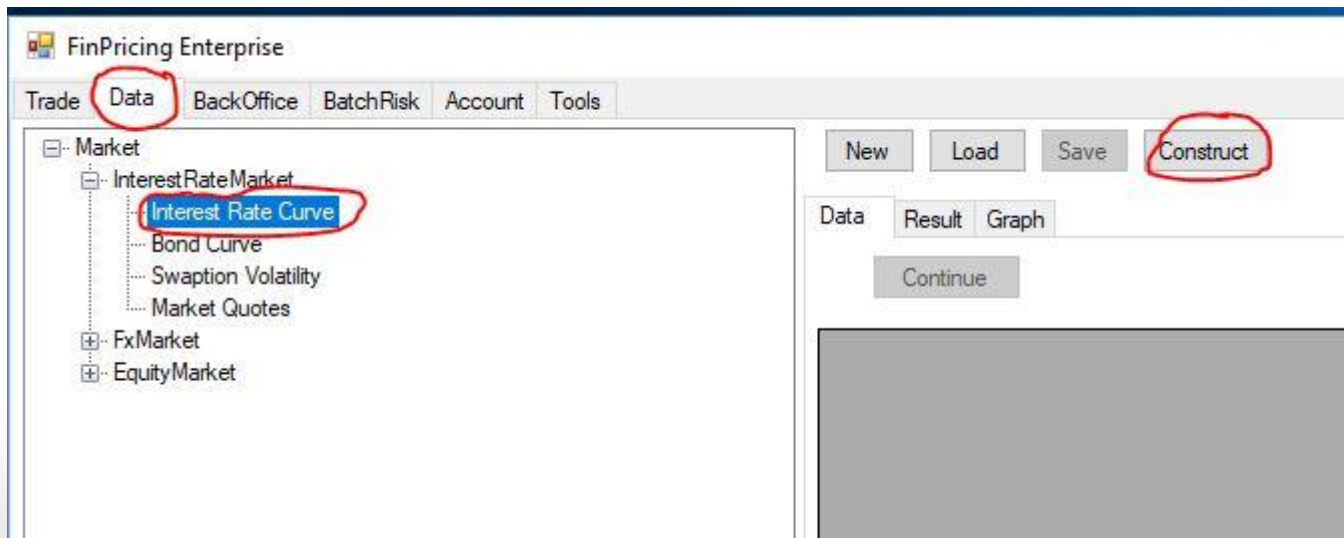 FinPricing Enterprise
Trade Data BackOffice BatchRisk Account Tools
Market
InterestRateMarket
Interest Rate Curve
Bond Curve
Swaption Volatility
Market Quotes
FxMarket
EquityMarket
New Load Save Construct
Data Result Graph
Continue